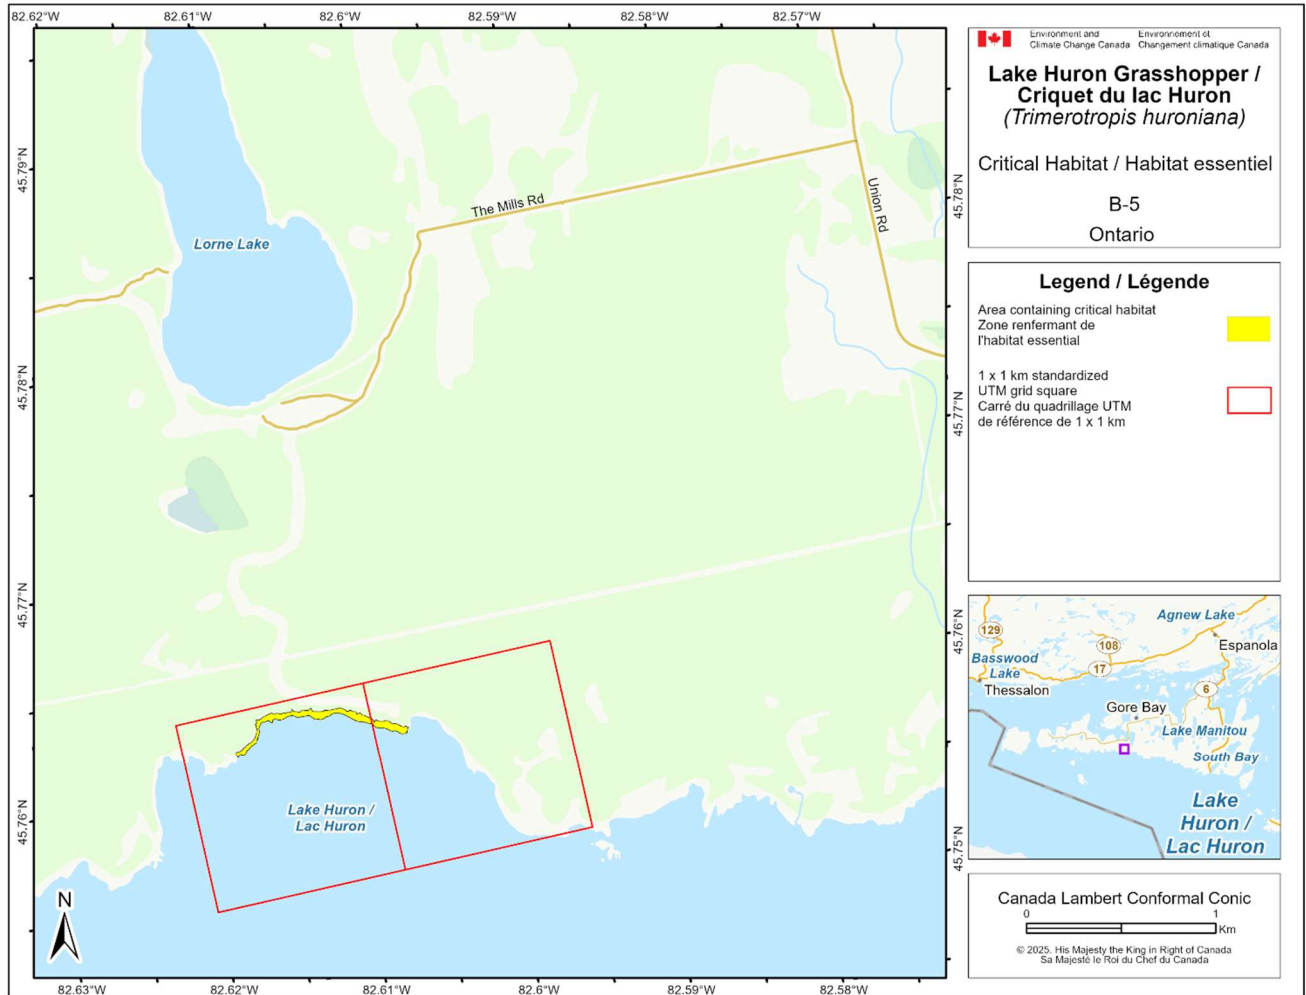 82.62°W 82.61°W 82.6°W 82.59°W 82.58°W 82.57°W
45.79°N
45.78°N
45.77°N
45.76°N
45.78°N
45.77°N
45.76°N
45.75°N
82.63°W 82.62°W 82.61°W 82.6°W 82.59°W 82.58°W
The Mills Rd
Union Rd
Lorne Lake
Lake Huron /
Lac Huron
N
Environment and
Climate Change Canada
Environnement et
Changement climatique Canada
Lake Huron Grasshopper /
Criquet du lac Huron
(Trimerotropis huroniana)
Critical Habitat / Habitat essentiel
B-5
Ontario
Legend / Légende
Area containing critical habitat
Zone renfermant de
l'habitat essential
1 x 1 km standardized
UTM grid square
Carré du quadrillage UTM
de référence de 1 x 1 km
Agnew Lake
129
108
Espanola
Basswood
Lake
17
Thessalon
6
Gore Bay
Lake Manitou
South Bay
Lake
Huron /
Lac Huron
Canada Lambert Conformal Conic
0 1
Km
© 2025. His Majesty the King in Right of Canada
Sa Majesté le Roi du Chef du Canada